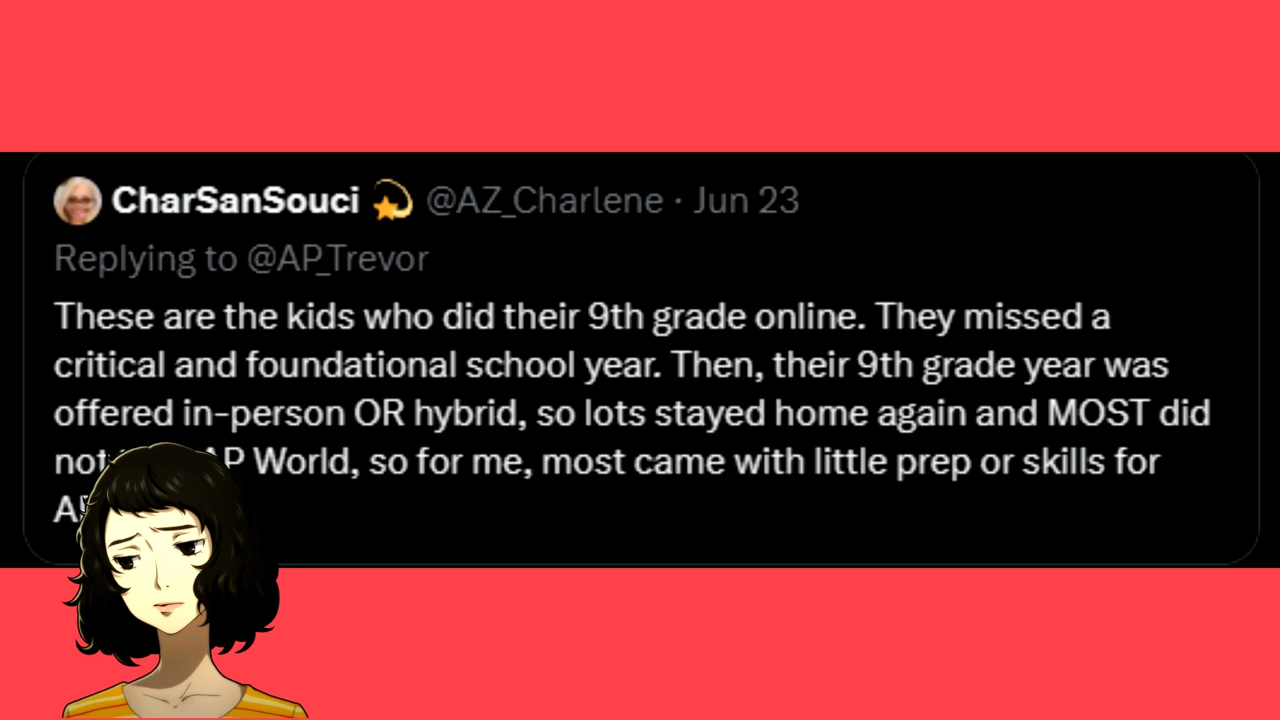 CharSanSouci 💫 @AZ_Charlene · Jun 23
Replying to @AP_Trevor
These are the kids who did their 9th grade online. They missed a
critical and foundational school year. Then, their 9th grade year was
offered in-person OR hybrid, so lots stayed home again and MOST did
not AP World, so for me, most came with little prep or skills for